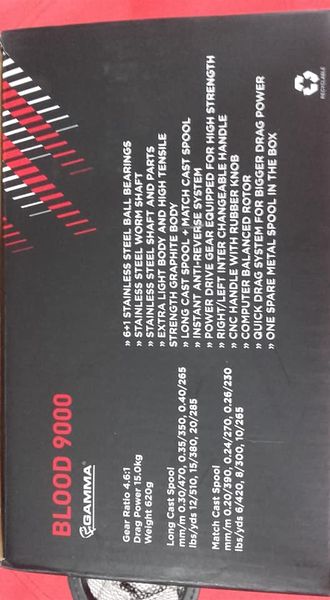 BLOOD 9000
GAMMA®
Gear Ratio 4.6:1
Drag Power 15.0kg
Weight 620g
Long Cast Spool
mm/m 0.30/470, 0.35/350, 0.40/265
lbs/yds 12/510, 15/380, 20/285
Match Cast Spool
mm/m 0.20/390, 0.24/270, 0.26/230
lbs/yds 6/420, 8/300, 10/265
» 6+1 STAINLESS STEEL BALL BEARINGS
» STAINLESS STEEL WORM SHAFT
» STAINLESS STEEL SHAFT AND PARTS
» EXTRA LIGHT BODY AND HIGH TENSILE
STRENGTH GRAPHITE BODY
» LONG CAST SPOOL + MATCH CAST SPOOL
» INSTANT ANTI-REVERSE SYSTEM
» POWER DRIVE GEAR EQUIPPED FOR HIGH STRENGTH
» RIGHT/LEFT INTER CHANGEABLE HANDLE
» CNC HANDLE WITH RUBBER KNOB
» COMPUTER BALANCED ROTOR
» QUICK DRAG SYSTEM FOR BIGGER DRAG POWER
» ONE SPARE METAL SPOOL IN THE BOX
RECYCLABLE